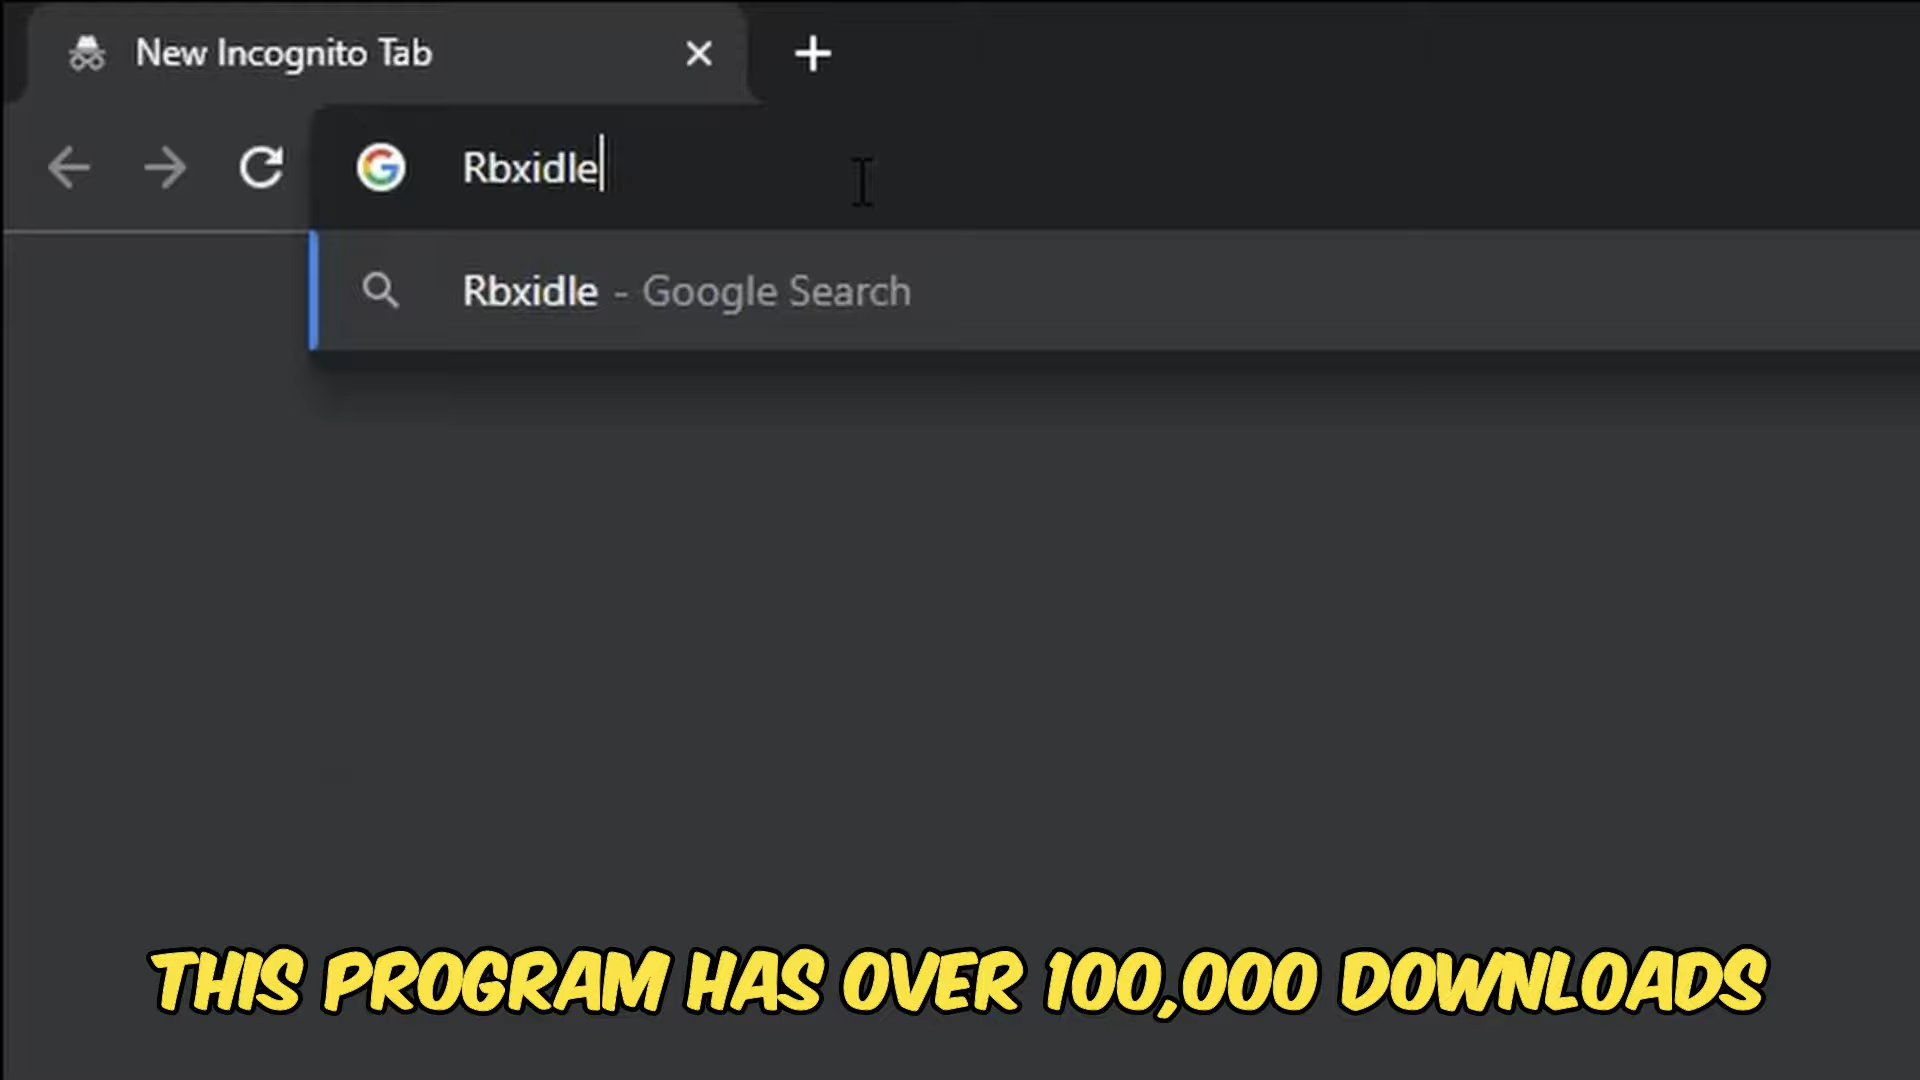 New Incognito Tab
Rbxidle
Rbxidle - Google Search
THIS PROGRAM HAS OVER 100,000 DOWNLOADS